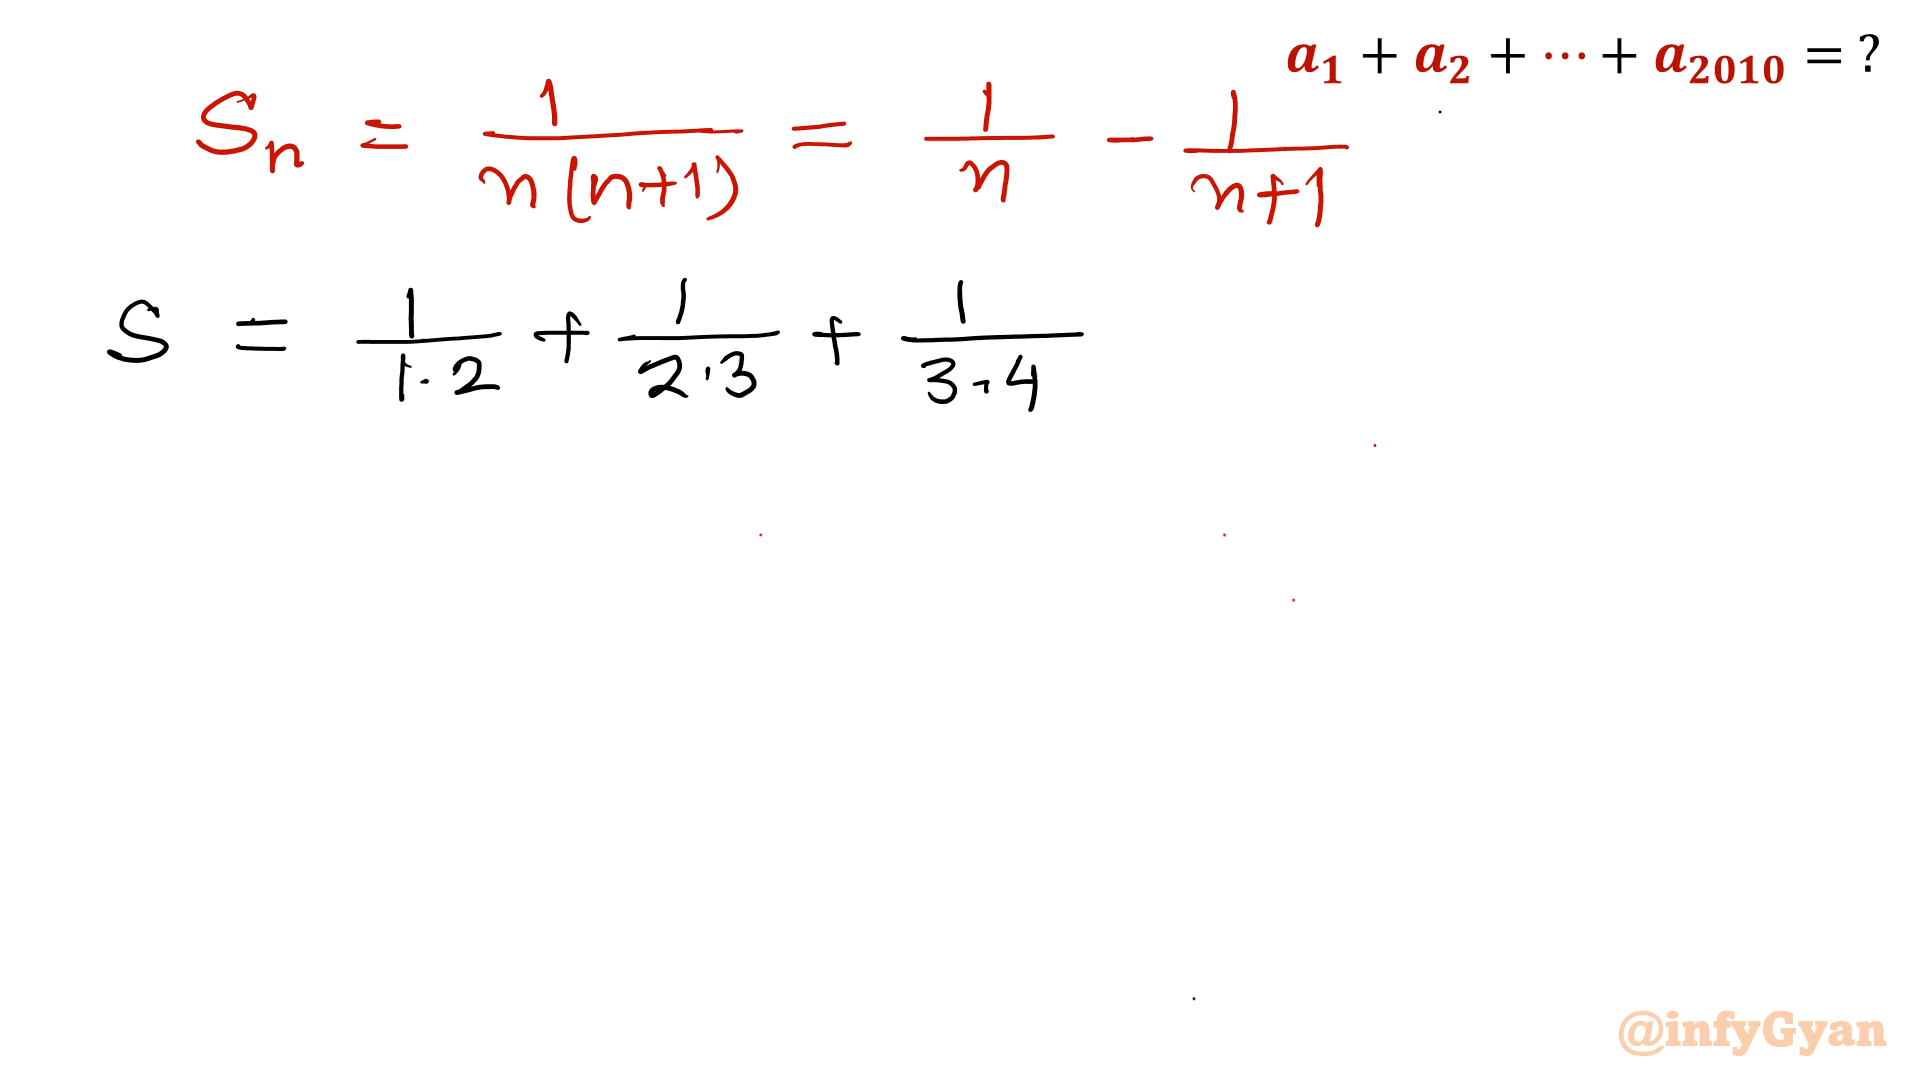 a₁ + a₂ + ⋯ + a₂₀₁₀ = ?
Sₙ = 1/n(n+1) = 1/n - 1/n+1
S = 1/1·2 + 1/2·3 + 1/3·4
@infyGyan